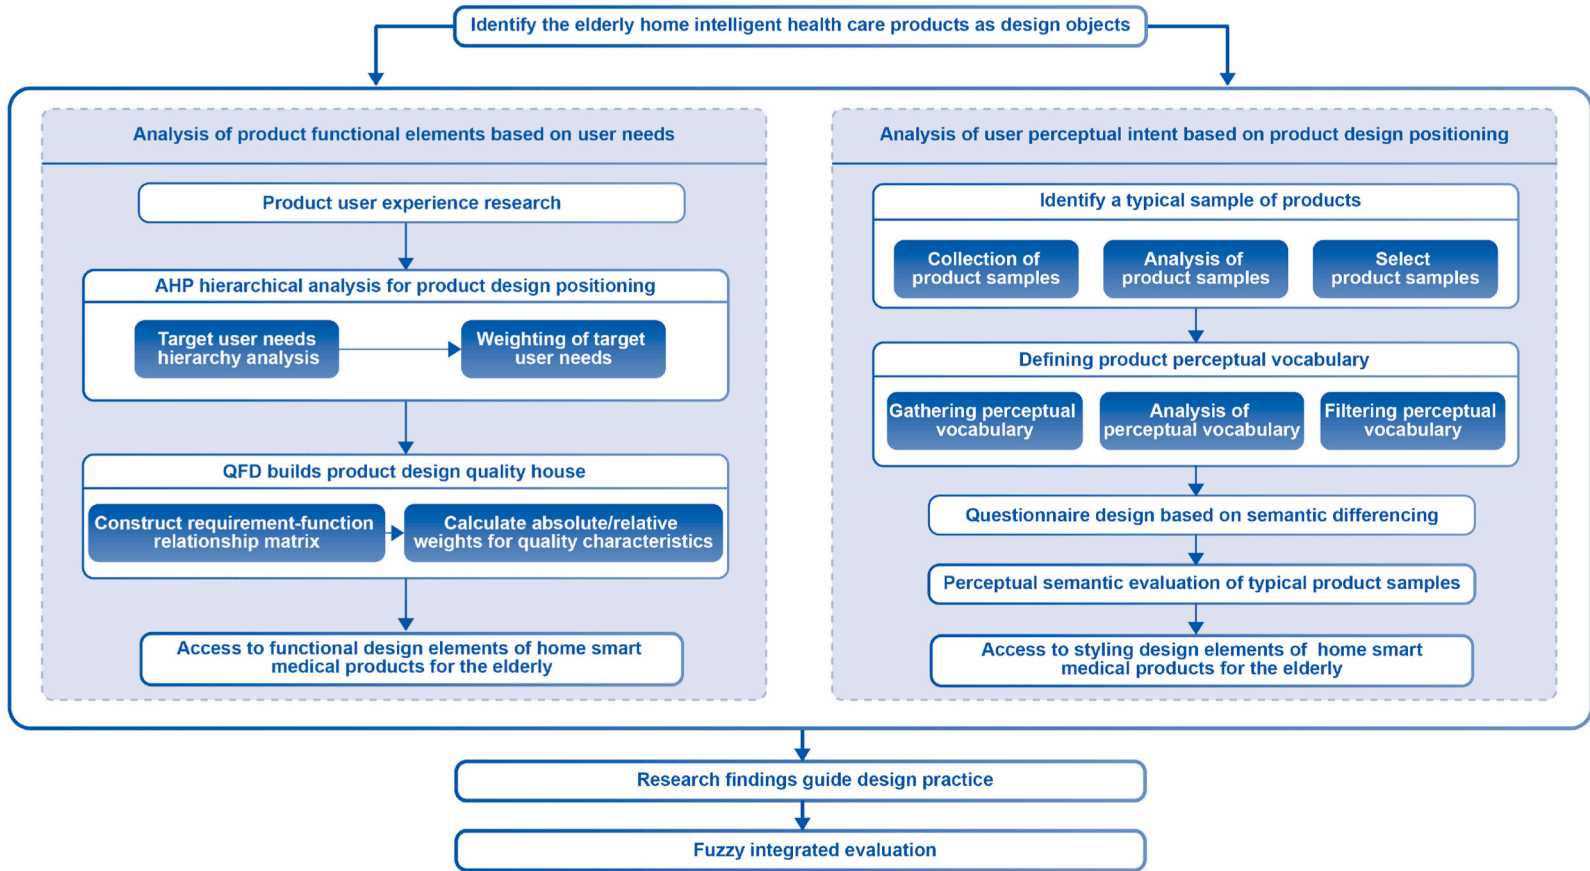 Identify the elderly home intelligent health care products as design objects
Analysis of product functional elements based on user needs
Product user experience research
AHP hierarchical analysis for product design positioning
Target user needs
hierarchy analysis
Weighting of target
user needs
QFD builds product design quality house
Construct requirement-function
relationship matrix
Calculate absolute/relative
weights for quality characteristics
Access to functional design elements of home smart
medical products for the elderly
Analysis of user perceptual intent based on product design positioning
Identify a typical sample of products
Collection of
product samples
Analysis of
product samples
Select
product samples
Defining product perceptual vocabulary
Gathering perceptual
vocabulary
Analysis of
perceptual vocabulary
Filtering perceptual
vocabulary
Questionnaire design based on semantic differencing
Perceptual semantic evaluation of typical product samples
Access to styling design elements of home smart
medical products for the elderly
Research findings guide design practice
Fuzzy integrated evaluation